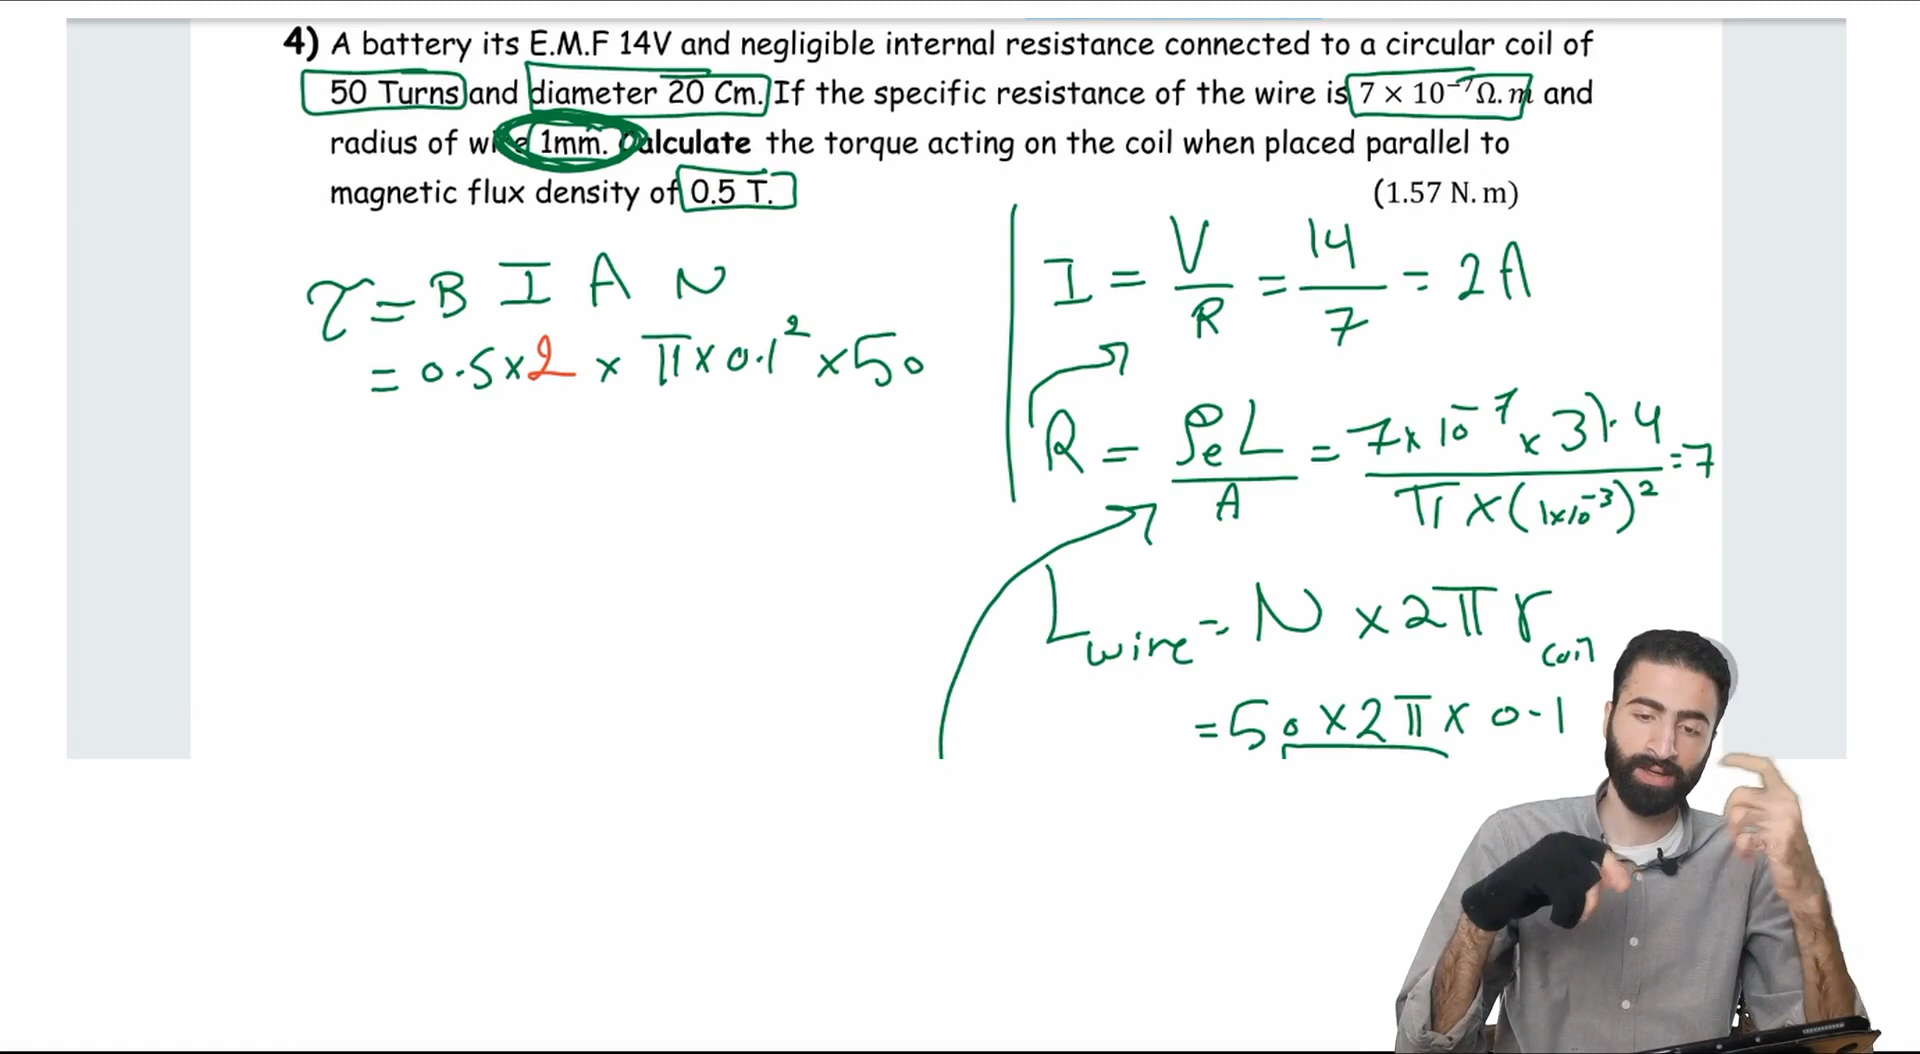 4) A battery its E.M.F 14V and negligible internal resistance connected to a circular coil of
50 Turns and diameter 20 Cm. If the specific resistance of the wire is 7 × 10⁻⁷Ω.m and
radius of wire 1mm. Calculate the torque acting on the coil when placed parallel to
magnetic flux density of 0.5 T. (1.57 N.m)
τ = B I A N
= 0.5 × 2 × π × 0.1² × 50
I = V/R = 14/7 = 2A
R = ρe L / A = 7 × 10⁻⁷ × 31.4 / π × (1×10⁻³)² = 7
L wire = N × 2π r coil
= 50 × 2π × 0.1